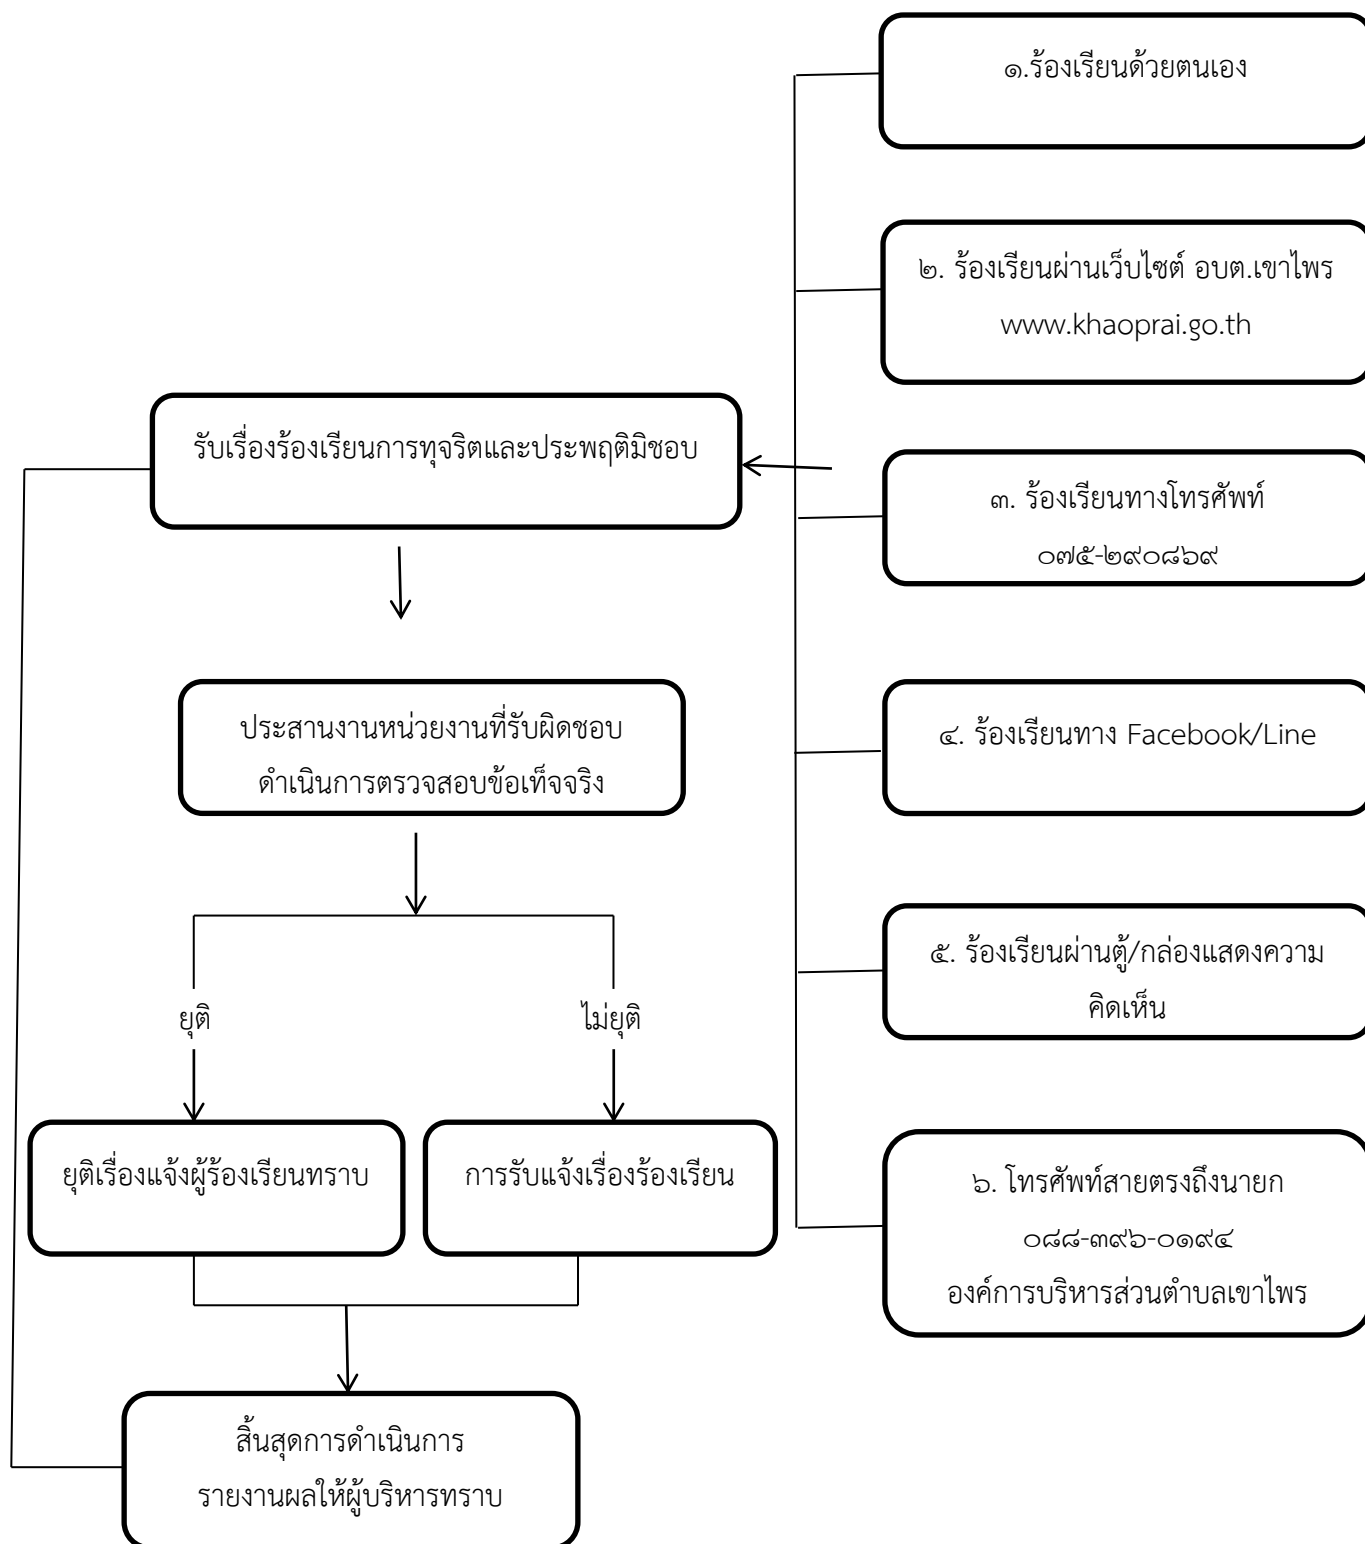 ๑.ร้องเรียนด้วยตนเอง
๒. ร้องเรียนผ่านเว็บไซต์ อบต.เขาไพร
www.khaoprai.go.th
รับเรื่องร้องเรียนการทุจริตและประพฤติมิชอบ
๓. ร้องเรียนทางโทรศัพท์
๐๗๕-๒๙๐๘๖๙
ประสานงานหน่วยงานที่รับผิดชอบ
ดำเนินการตรวจสอบข้อเท็จจริง
๔. ร้องเรียนทาง Facebook/Line
๕. ร้องเรียนผ่านตู้/กล่องแสดงความ
คิดเห็น
ยุติ
ไม่ยุติ
ยุติเรื่องแจ้งผู้ร้องเรียนทราบ
การรับแจ้งเรื่องร้องเรียน
๖. โทรศัพท์สายตรงถึงนายก
๐๘๘-๓๙๖-๐๑๙๔
องค์การบริหารส่วนตำบลเขาไพร
สิ้นสุดการดำเนินการ
รายงานผลให้ผู้บริหารทราบ